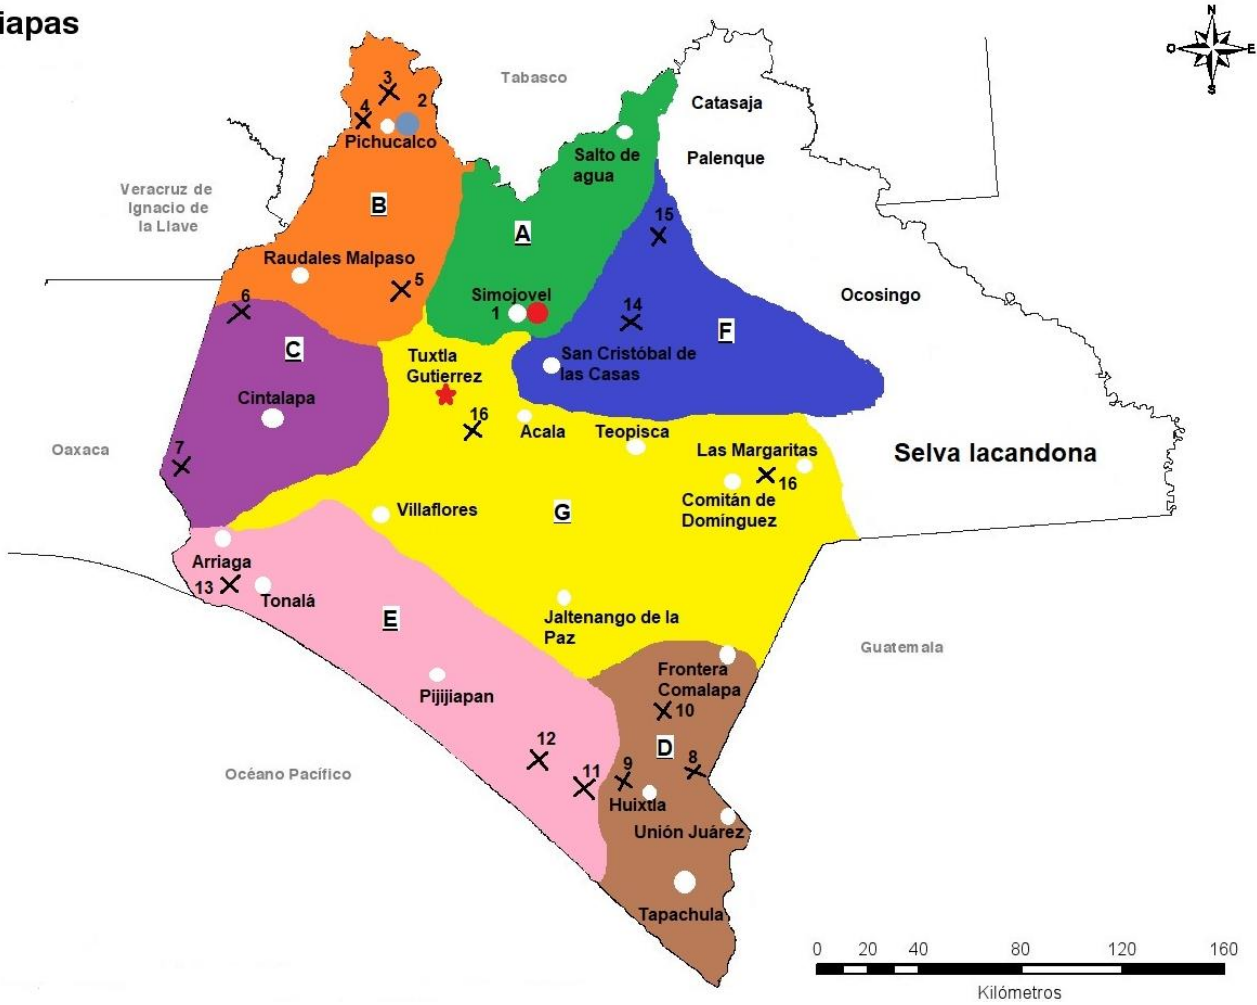 iapas
N
O
E
S
Tabasco
3
2
4
Pichucalco
Catasaja
Palenque
Salto de
agua
Veracruz de
Ignacio de
la Llave
B
A
15
Raudales Malpaso
5
6
Simojovel
1
14
Ocosingo
F
C
Tuxtla
Gutierrez
San Cristóbal de
las Casas
Cintalapa
16
Acala
Teopisca
Oaxaca
7
Las Margaritas
16
Selva lacandona
Comitán de
Domínguez
Villaflores
G
Arriaga
13
Tonalá
E
Jaltenango de la
Paz
Guatemala
Frontera
Comalapa
10
Pijijiapan
12
D
11
9
8
Océano Pacífico
Huixtla
Unión Juárez
Tapachula
0 20 40 80 120 160
Kilómetros